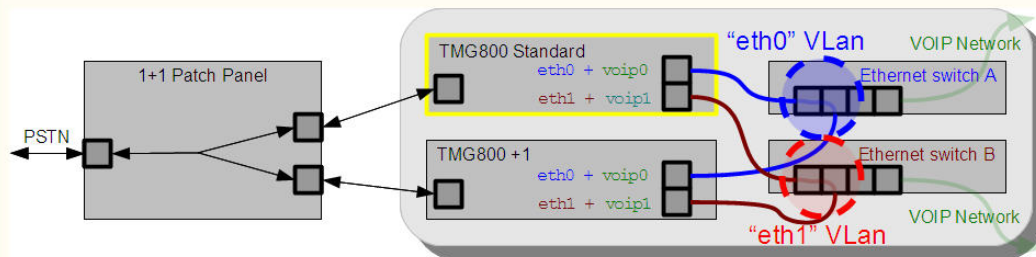 PSTN
1+1 Patch Panel
TMG800 Standard
eth0 + voip0
eth1 + voip1
TMG800 +1
eth0 + voip0
eth1 + voip1
“eth0” VLan
VOIP Network
Ethernet switch A
Ethernet switch B
VOIP Network
“eth1” VLan